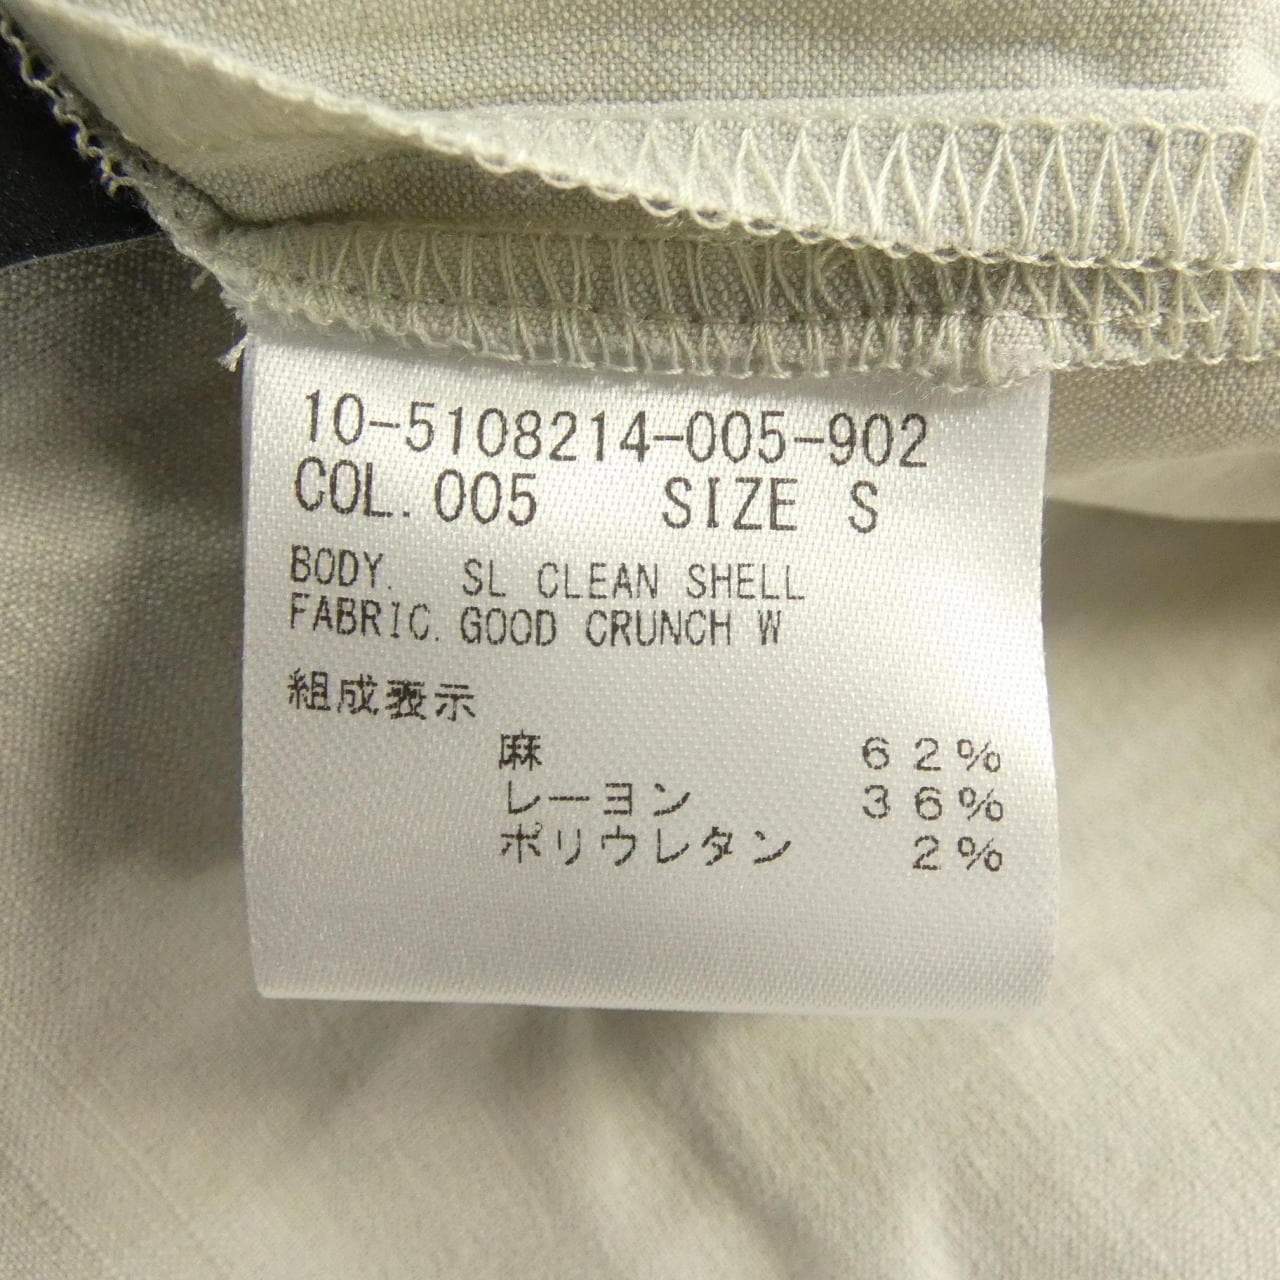 10-5108214-005-902
COL. 005 SIZE S
BODY. SL CLEAN SHELL
FABRIC. GOOD CRUNCH W
組成表示
麻 62%
レーヨン 36%
ポリウレタン 2%